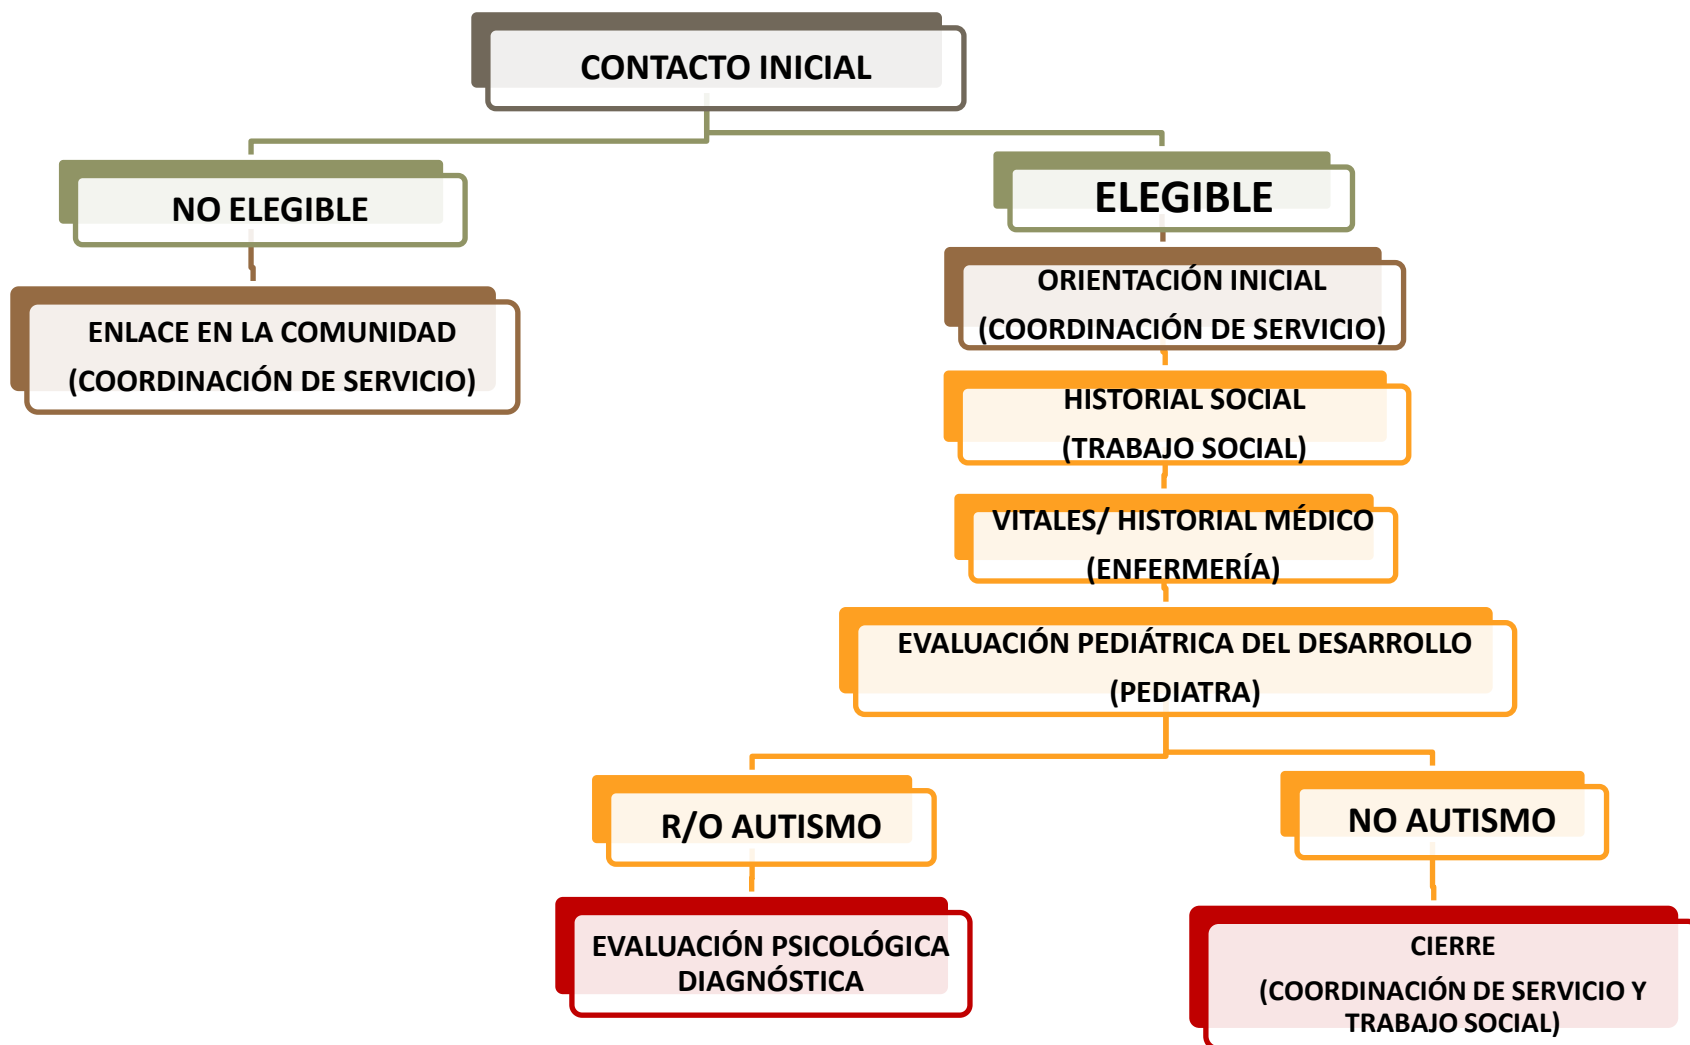 CONTACTO INICIAL
NO ELEGIBLE
ELEGIBLE
ENLACE EN LA COMUNIDAD
(COORDINACIÓN DE SERVICIO)
ORIENTACIÓN INICIAL
(COORDINACIÓN DE SERVICIO)
HISTORIAL SOCIAL
(TRABAJO SOCIAL)
VITALES/ HISTORIAL MÉDICO
(ENFERMERÍA)
EVALUACIÓN PEDIÁTRICA DEL DESARROLLO
(PEDIATRA)
R/O AUTISMO
NO AUTISMO
EVALUACIÓN PSICOLÓGICA
DIAGNÓSTICA
CIERRE
(COORDINACIÓN DE SERVICIO Y
TRABAJO SOCIAL)